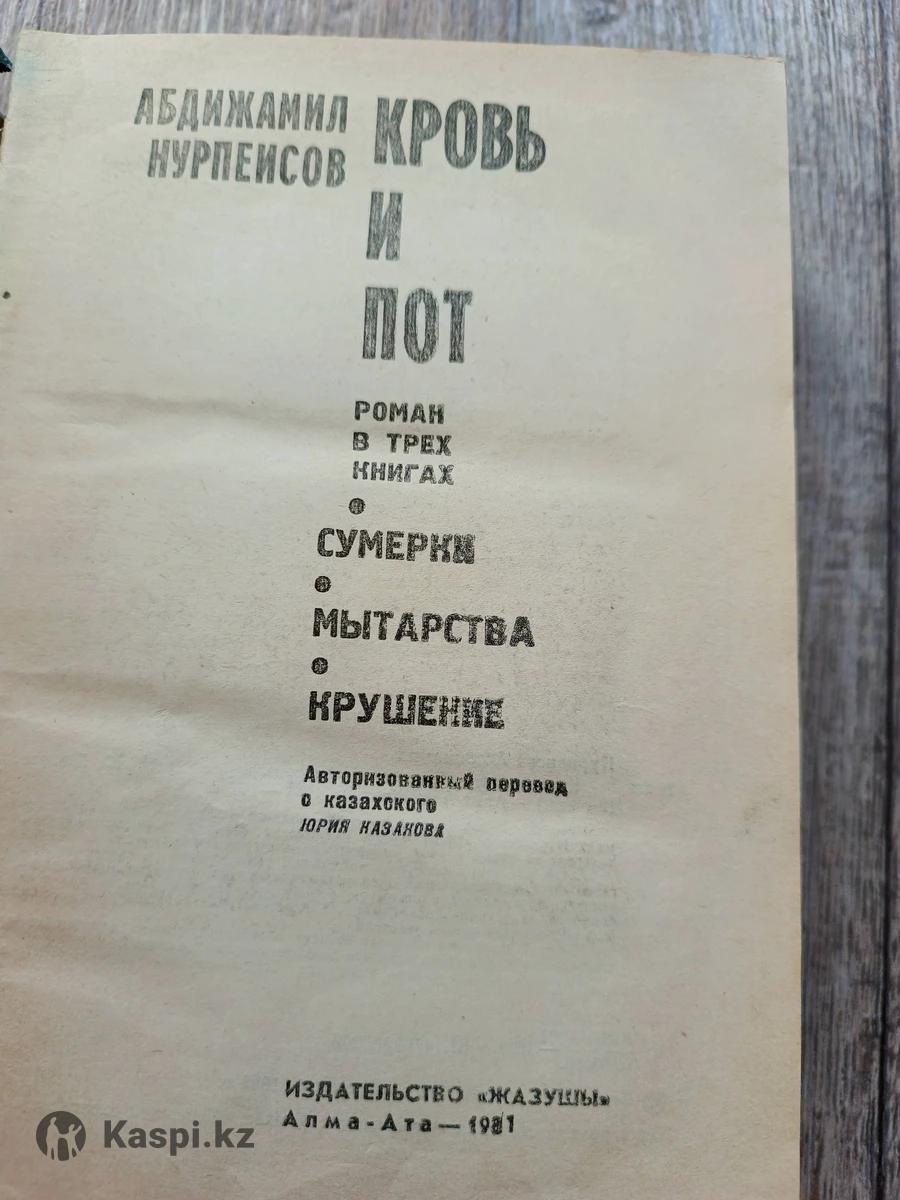 АБДИЖАМИЛ
НУРПЕИСОВ
КРОВЬ
И
ПОТ
РОМАН
В ТРЕХ
КНИГАХ
СУМЕРКИ
МЫТАРСТВА
КРУШЕНИЕ
Авторизованный перевод
с казахского
ЮРИЯ КАЗАКОВА
ИЗДАТЕЛЬСТВО «ЖАЗУШЫ»
Алма-Ата — 1981
Kaspi.kz